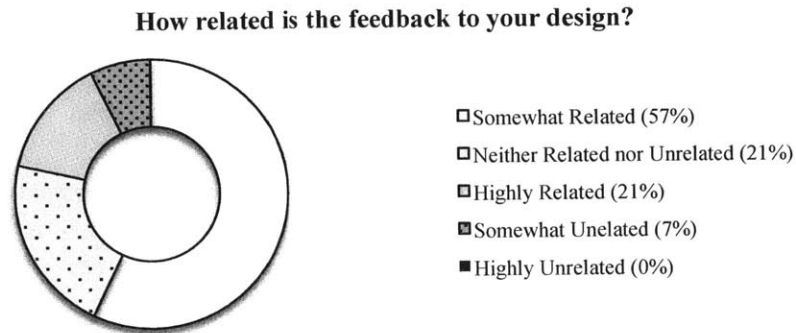 How related is the feedback to your design?
Somewhat Related (57%)
Neither Related nor Unrelated (21%)
Highly Related (21%)
Somewhat Unelated (7%)
Highly Unrelated (0%)